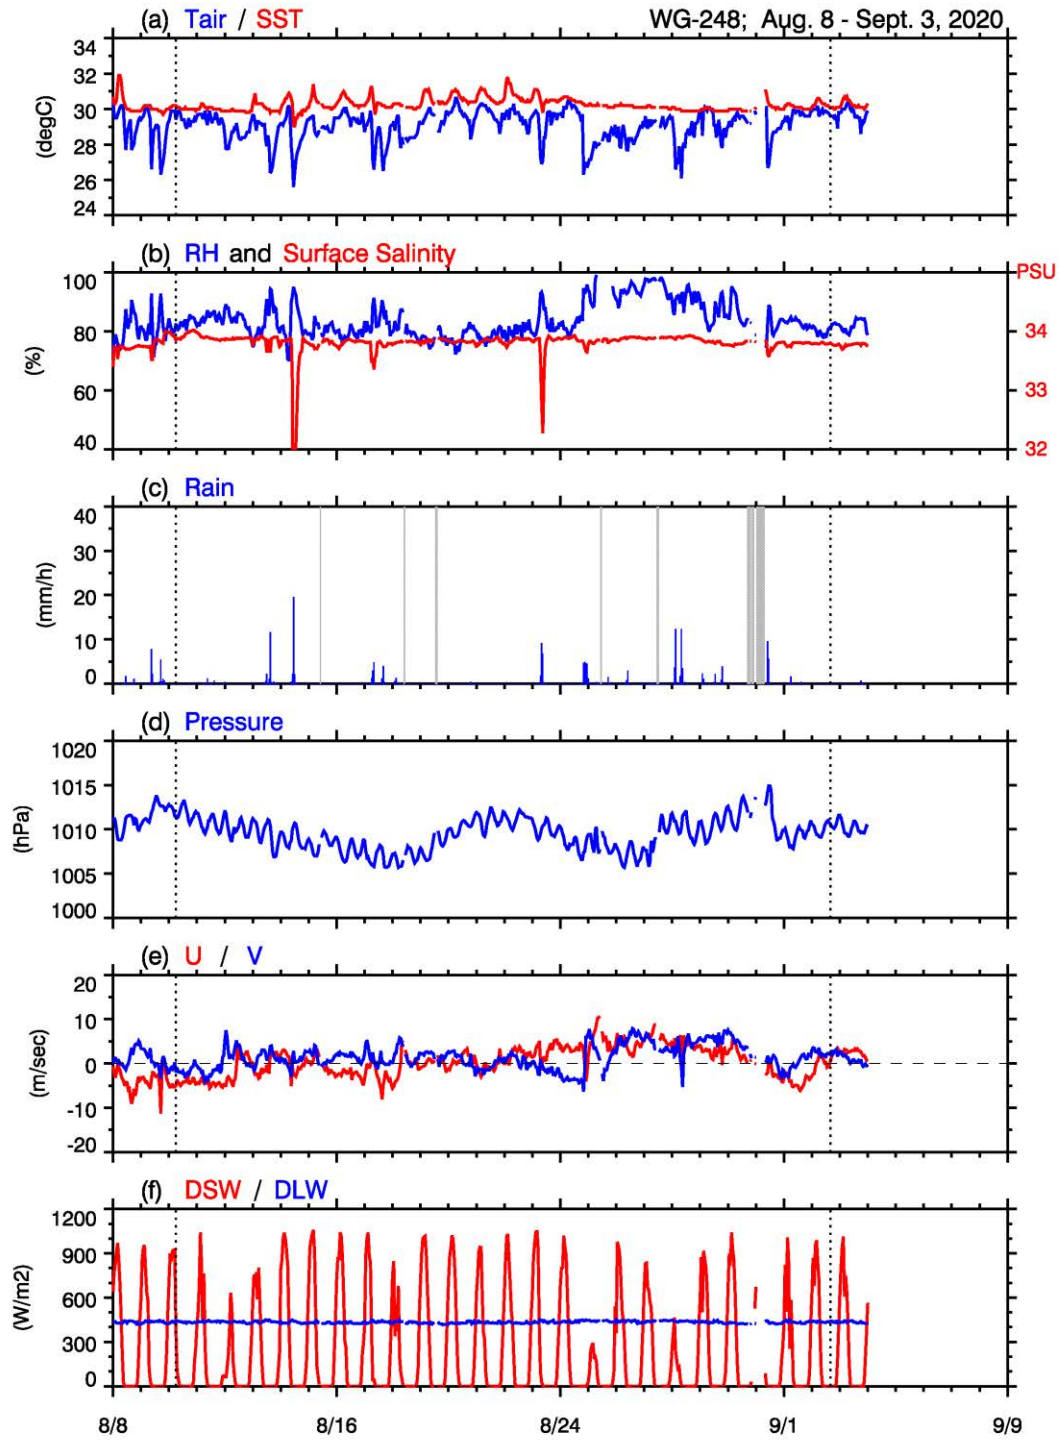 (a) Tair / SST WG-248; Aug. 8 - Sept. 3, 2020
34
32
30
28
26
24
(degC)
(b) RH and Surface Salinity
100
80
60
40
(%)
PSU
34
33
32
(c) Rain
40
30
20
10
0
(mm/h)
(d) Pressure
1020
1015
1010
1005
1000
(hPa)
(e) U / V
20
10
0
-10
-20
(m/sec)
(f) DSW / DLW
1200
900
600
300
0
(W/m2)
8/8 8/16 8/24 9/1 9/9